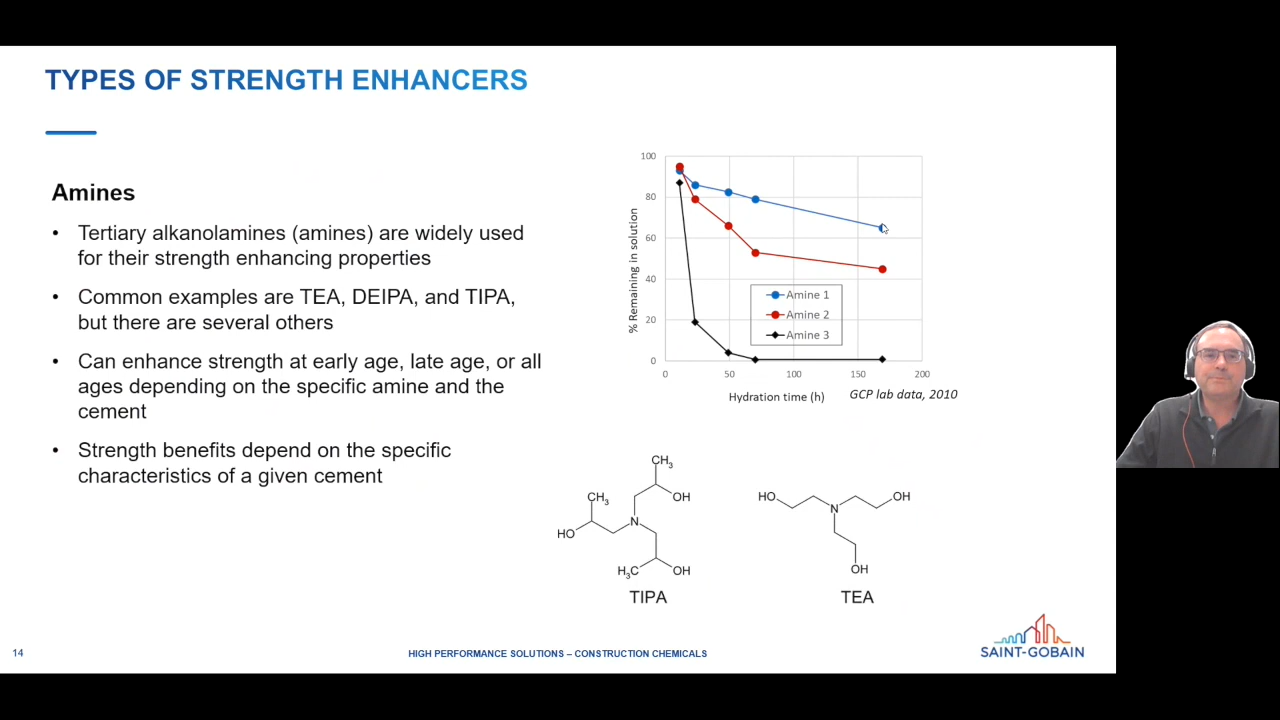 TYPES OF STRENGTH ENHANCERS
Amines
• Tertiary alkanolamines (amines) are widely used
for their strength enhancing properties
• Common examples are TEA, DEIPA, and TIPA,
but there are several others
• Can enhance strength at early age, late age, or all
ages depending on the specific amine and the
cement
• Strength benefits depend on the specific
characteristics of a given cement
100
80
60
40
20
0
% Remaining in solution
Amine 1
Amine 2
Amine 3
0 50 100 150 200
Hydration time (h)
GCP lab data, 2010
CH3
CH3
OH
N
HO
H3C
OH
TIPA
HO
OH
N
OH
TEA
14
HIGH PERFORMANCE SOLUTIONS – CONSTRUCTION CHEMICALS
SAINT-GOBAIN